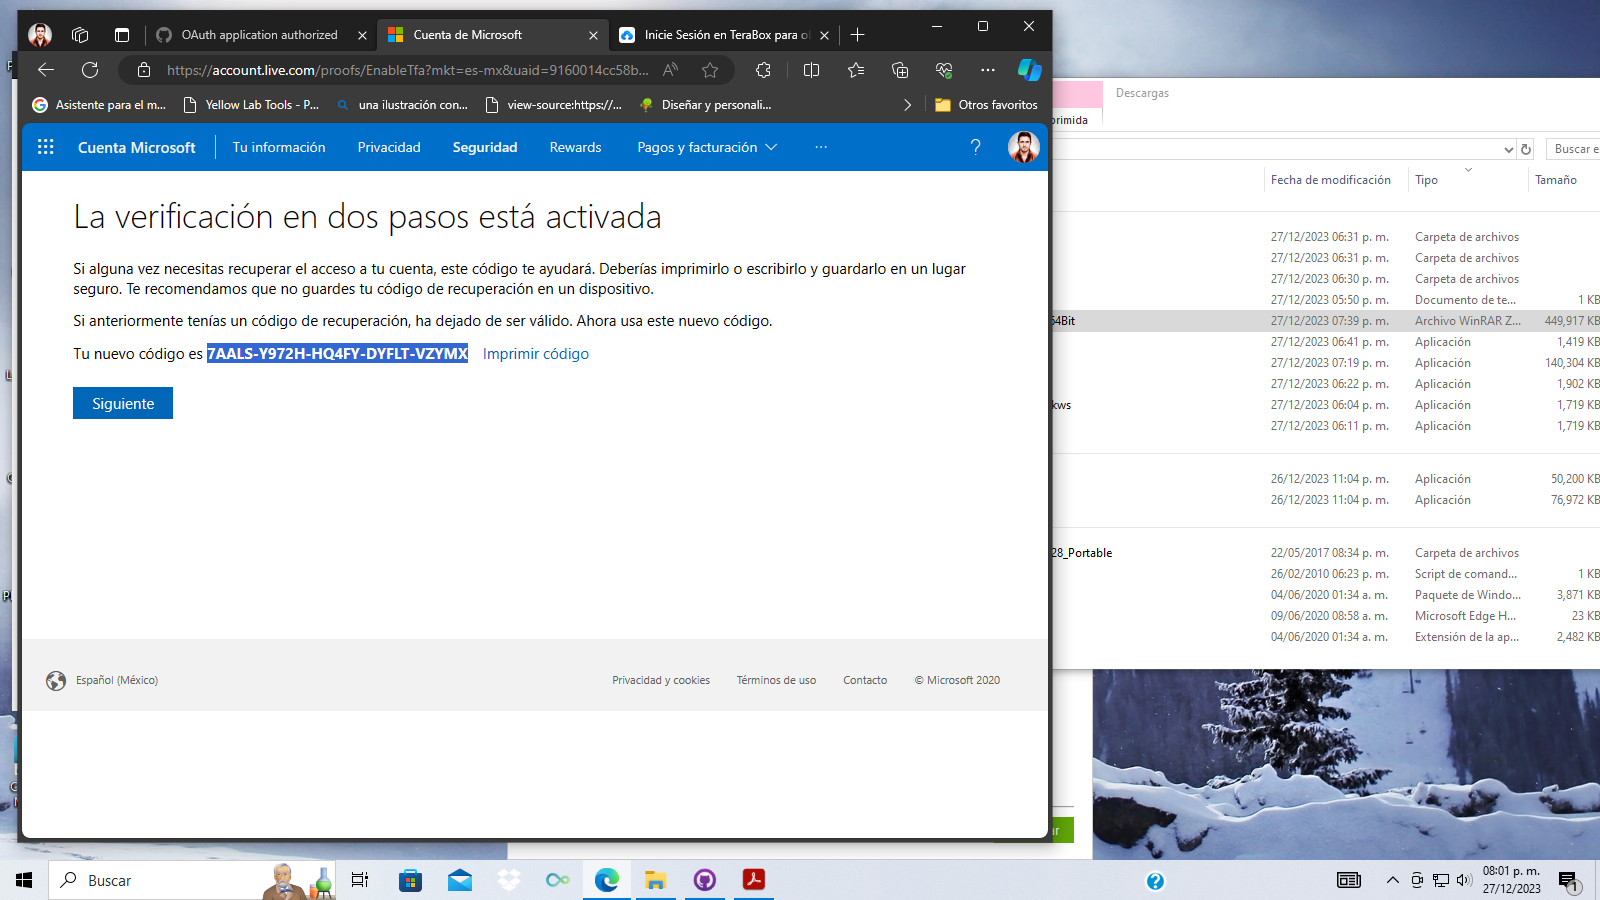 OAuth application authorized
Cuenta de Microsoft
Inicie Sesión en TeraBox para ol
https://account.live.com/proofs/EnableTfa?mkt=es-mx&uaid=9160014cc58b...
Asistente para el m...
Yellow Lab Tools - P...
una ilustración con...
view-source:https://...
Diseñar y personali...
Otros favoritos
Cuenta Microsoft
Tu información
Privacidad
Seguridad
Rewards
Pagos y facturación
...
?
La verificación en dos pasos está activada
Si alguna vez necesitas recuperar el acceso a tu cuenta, este código te ayudará. Deberías imprimirlo o escribirlo y guardarlo en un lugar
seguro. Te recomendamos que no guardes tu código de recuperación en un dispositivo.
Si anteriormente tenías un código de recuperación, ha dejado de ser válido. Ahora usa este nuevo código.
Tu nuevo código es 7AALS-Y972H-HQ4FY-DYFLT-VZYMX Imprimir código
Siguiente
Español (México)
Privacidad y cookies
Términos de uso
Contacto
© Microsoft 2020
Descargas
rimida
Buscar e
Fecha de modificación Tipo Tamaño
27/12/2023 06:31 p. m. Carpeta de archivos
27/12/2023 06:31 p. m. Carpeta de archivos
27/12/2023 06:30 p. m. Carpeta de archivos
27/12/2023 05:50 p. m. Documento de te... 1 KB
64Bit 27/12/2023 07:39 p. m. Archivo WinRAR Z... 449,917 KB
27/12/2023 06:41 p. m. Aplicación 1,419 KB
27/12/2023 07:19 p. m. Aplicación 140,304 KB
27/12/2023 06:22 p. m. Aplicación 1,902 KB
kws 27/12/2023 06:04 p. m. Aplicación 1,719 KB
27/12/2023 06:11 p. m. Aplicación 1,719 KB
26/12/2023 11:04 p. m. Aplicación 50,200 KB
26/12/2023 11:04 p. m. Aplicación 76,972 KB
28_Portable 22/05/2017 08:34 p. m. Carpeta de archivos
26/02/2010 06:23 p. m. Script de comand... 1 KB
04/06/2020 01:34 a. m. Paquete de Windo... 3,871 KB
09/06/2020 08:58 a. m. Microsoft Edge H... 23 KB
04/06/2020 01:34 a. m. Extensión de la ap... 2,482 KB
Buscar
08:01 p. m.
27/12/2023
1